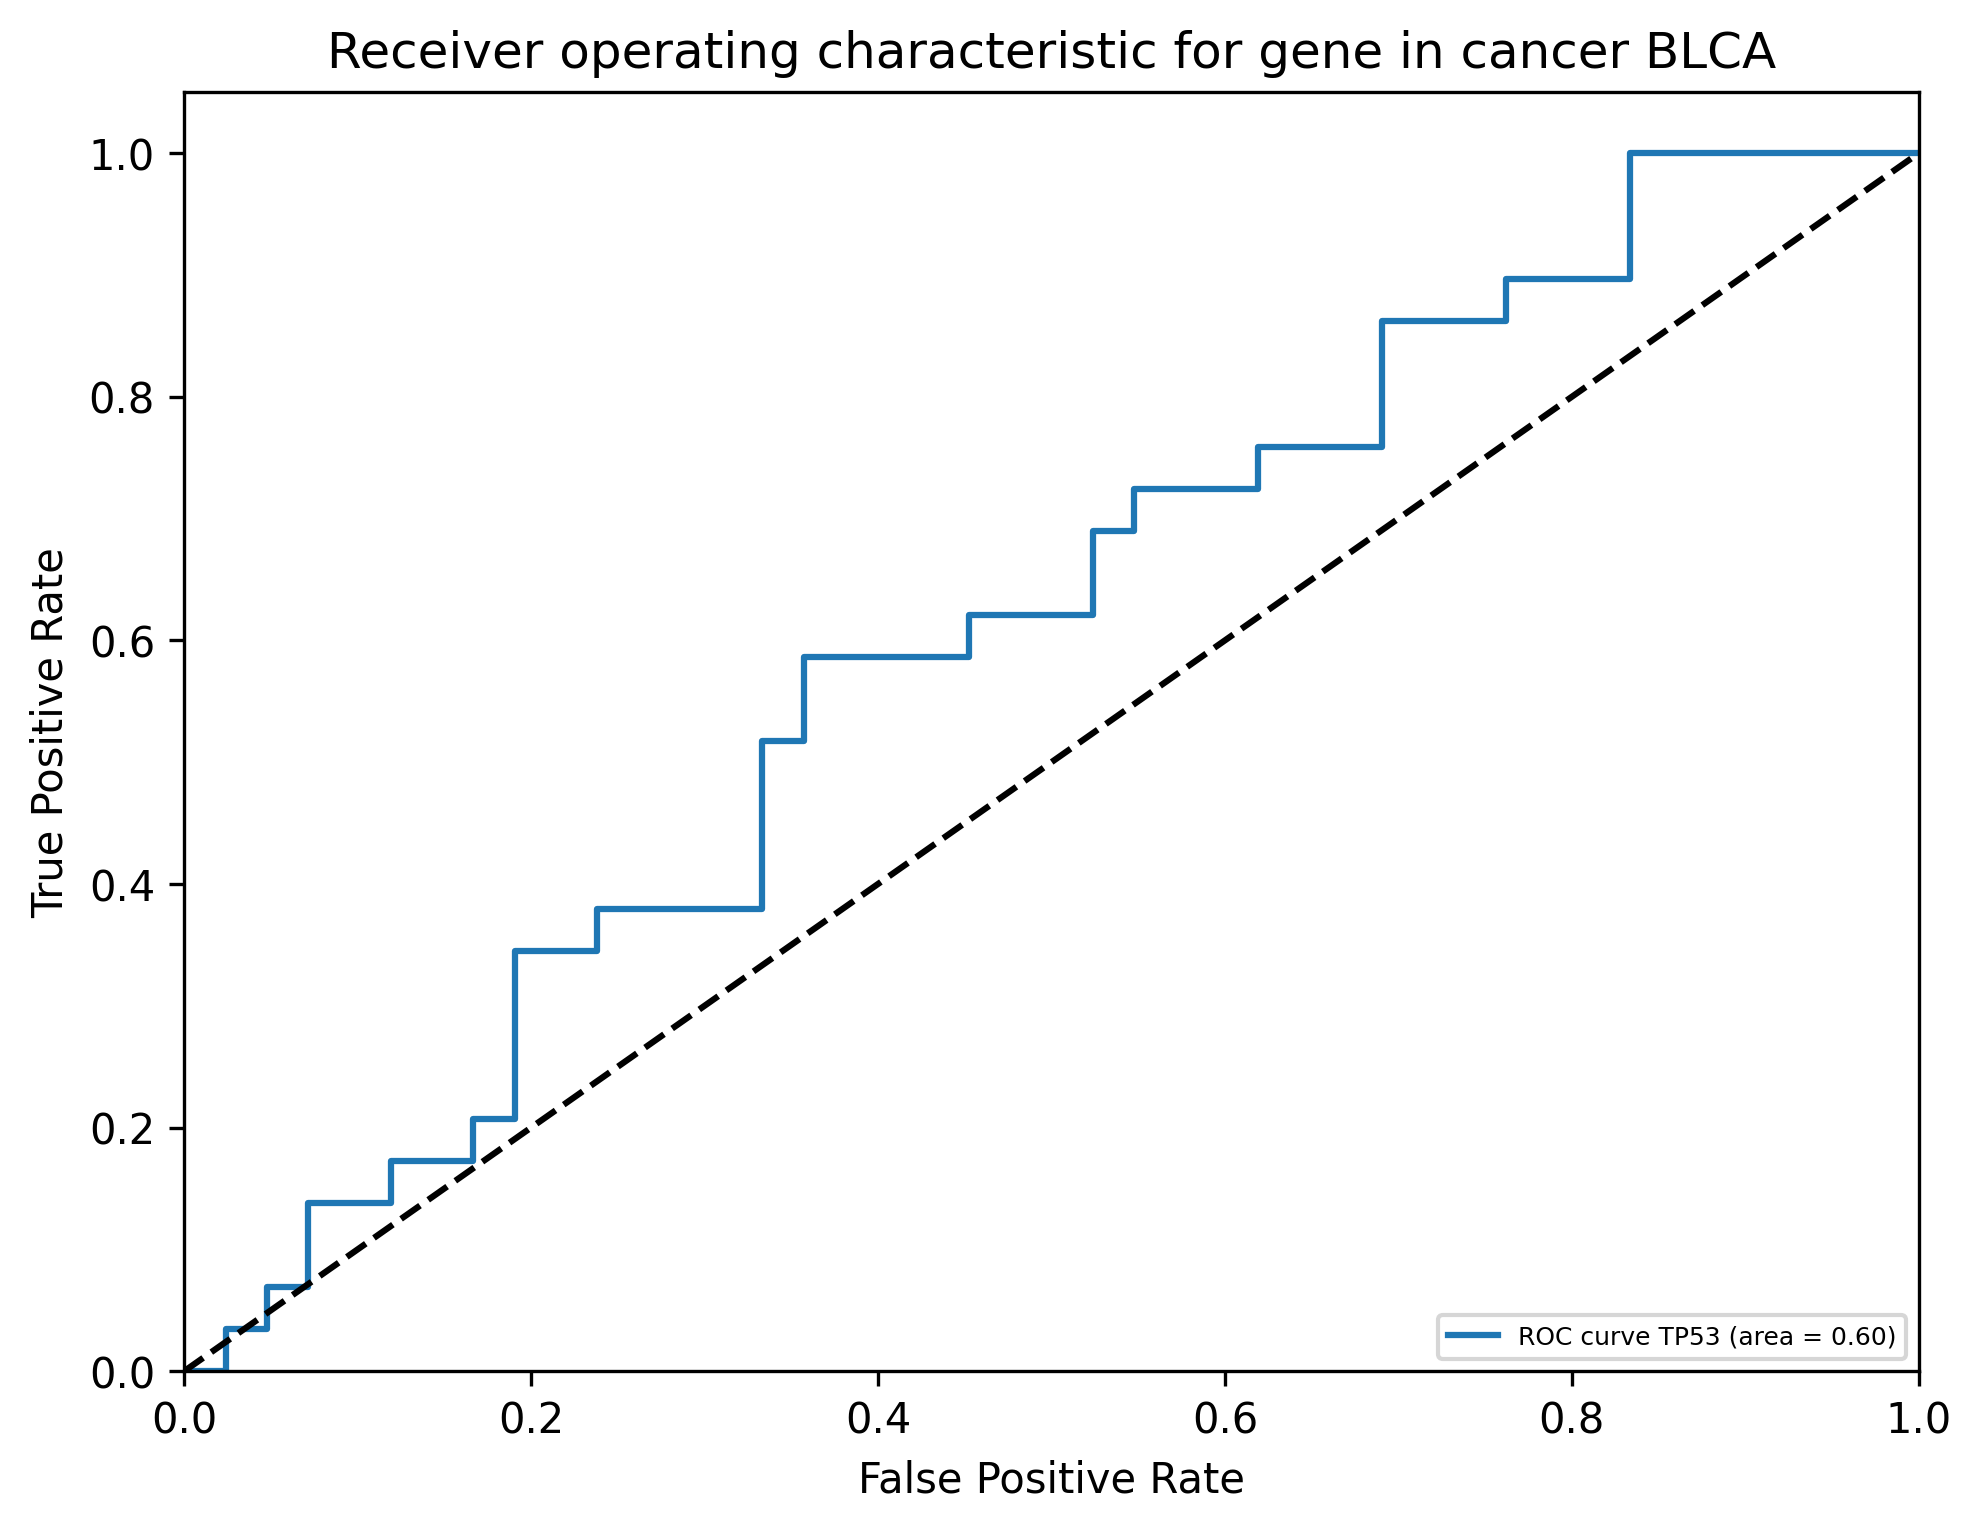 Receiver operating characteristic for gene in cancer BLCA
True Positive Rate
1.0
0.8
0.6
0.4
0.2
0.0
0.0 0.2 0.4 0.6 0.8 1.0
False Positive Rate
ROC curve TP53 (area = 0.60)